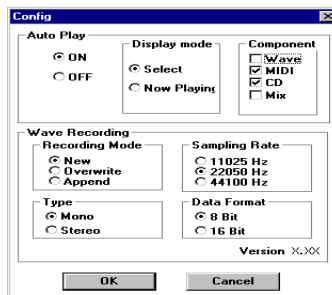 Config
Auto Play
ON
OFF
Display mode
Select
Now Playing
Component
Wave
MIDI
CD
Mix
Wave Recording
Recording Mode
New
Overwrite
Append
Sampling Rate
11025 Hz
22050 Hz
44100 Hz
Type
Mono
Stereo
Data Format
8 Bit
16 Bit
Version X.XX
OK
Cancel